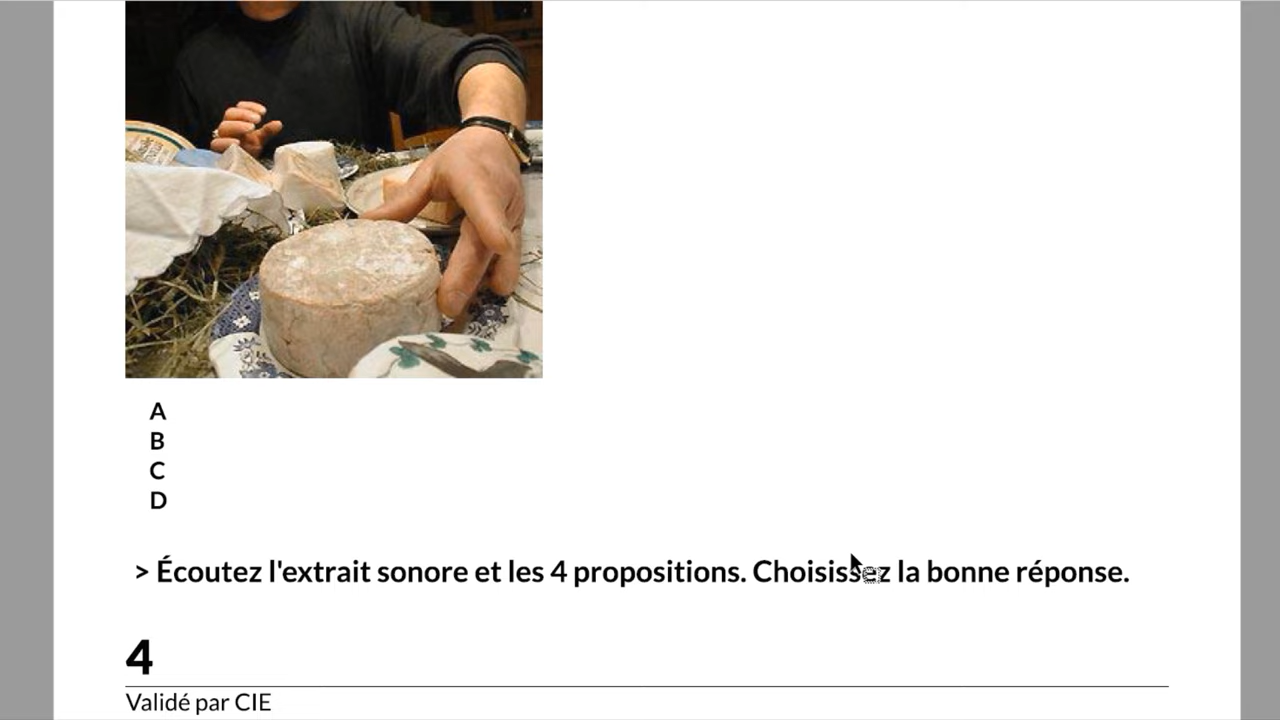 A
B
C
D
> Écoutez l'extrait sonore et les 4 propositions. Choisissez la bonne réponse.
4
Validé par CIE